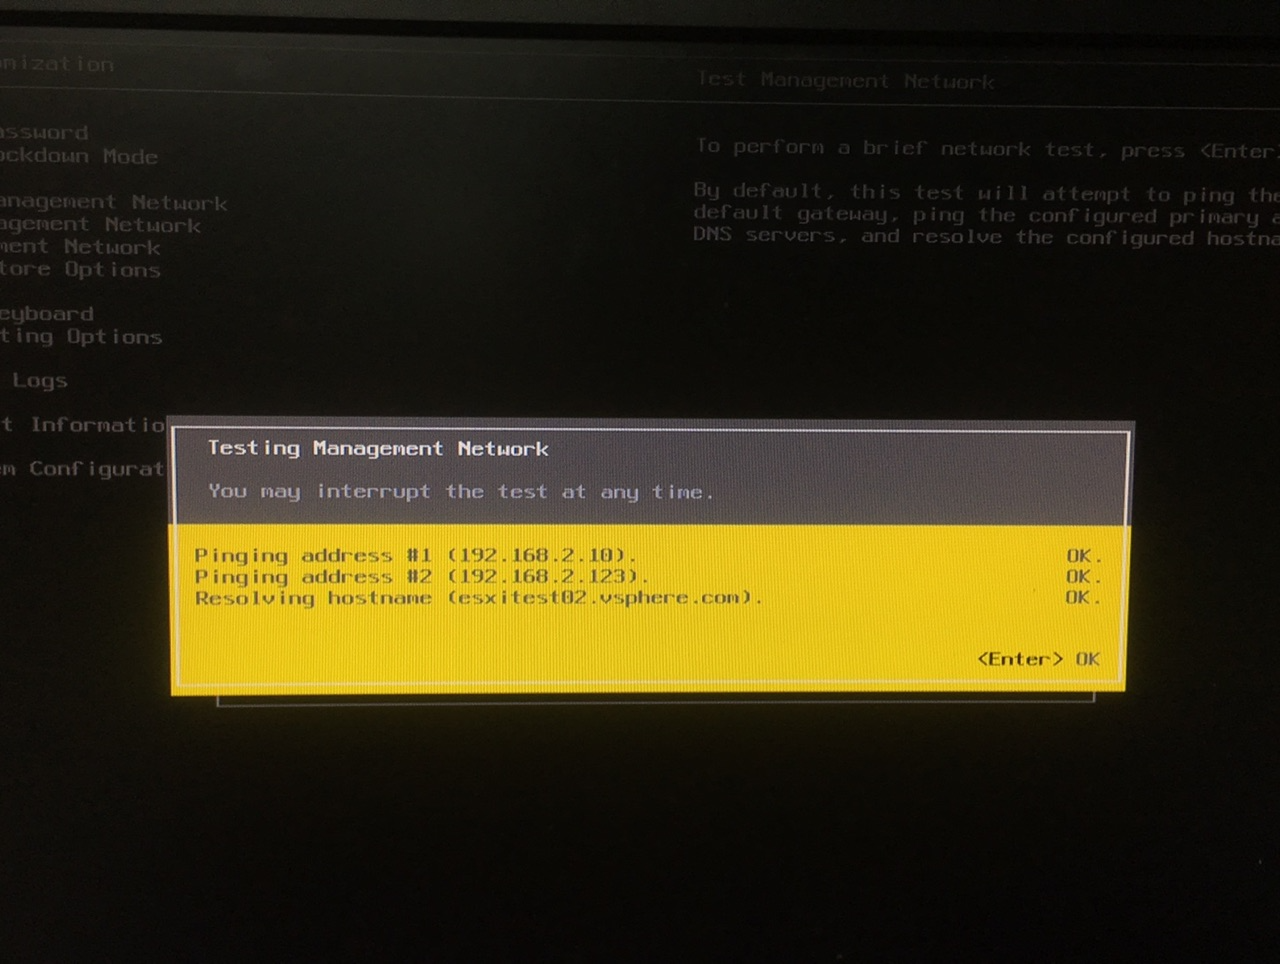 mization
Test Management Network
assword
ockdown Mode
To perform a brief network test, press <Enter>
anagement Network
agement Network
ment Network
tore Options
By default, this test will attempt to ping the
default gateway, ping the configured primary a
DNS servers, and resolve the configured hostna
eyboard
ting Options
Logs
t Informatio
m Configurat
Testing Management Network
You may interrupt the test at any time.
Pinging address #1 (192.168.2.10). OK.
Pinging address #2 (192.168.2.123). OK.
Resolving hostname (esxitest02.vsphere.com). OK.
<Enter> OK